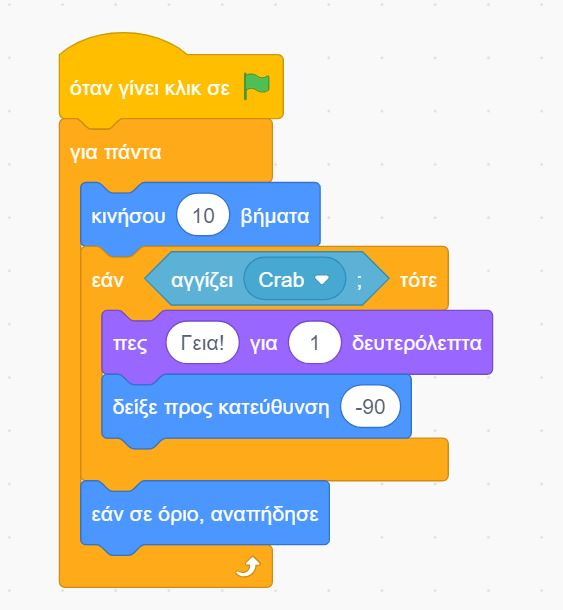 όταν γίνει κλικ σε
για πάντα
κινήσου 10 βήματα
εάν αγγίζει Crab ; τότε
πες Γεια! για 1 δευτερόλεπτα
δείξε προς κατεύθυνση -90
εάν σε όριο, αναπήδησε